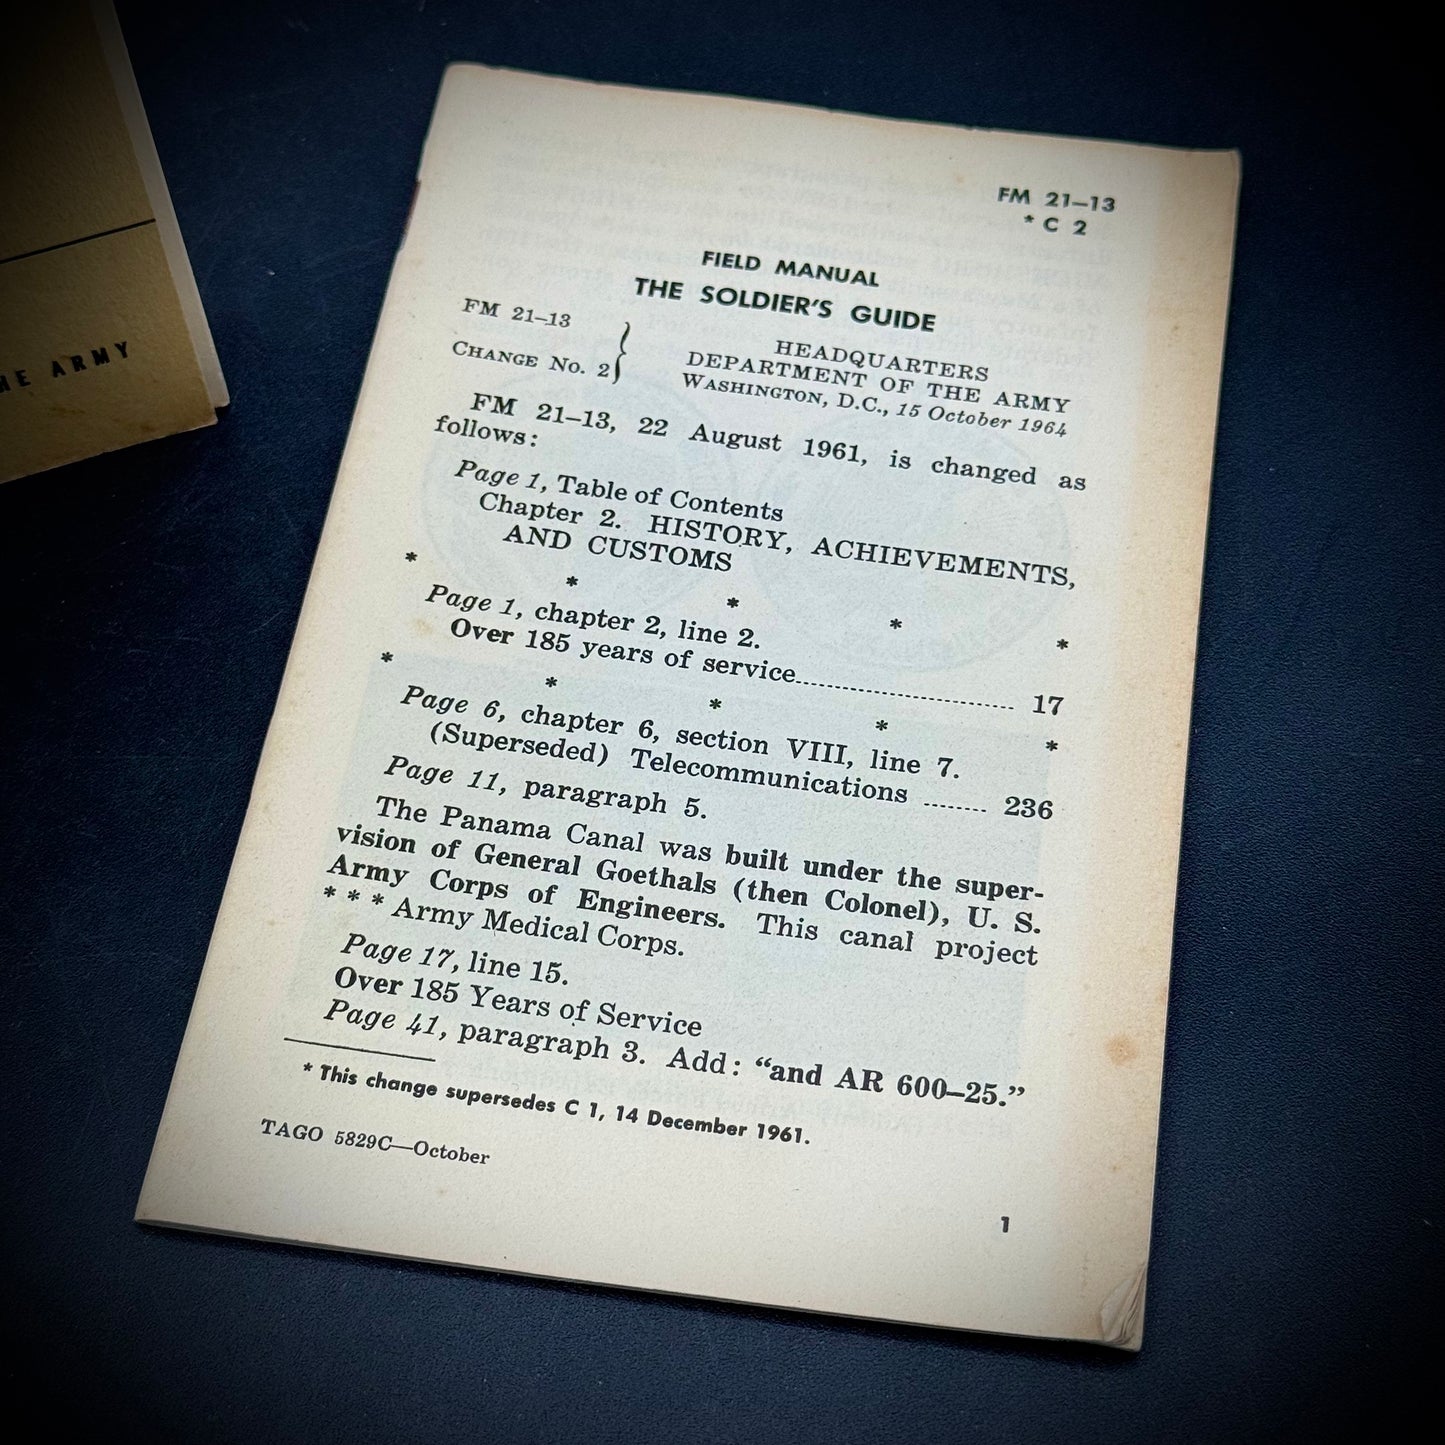 HE ARMY
FM 21–13
* C 2
FIELD MANUAL
THE SOLDIER'S GUIDE
FM 21–13
CHANGE No. 2
HEADQUARTERS
DEPARTMENT OF THE ARMY
WASHINGTON, D.C., 15 October 1964
FM 21–13, 22 August 1961, is changed as
follows:
Page 1, Table of Contents
Chapter 2. HISTORY, ACHIEVEMENTS,
AND CUSTOMS
* * * * *
Page 1, chapter 2, line 2.
Over 185 years of service 17
* * * * *
Page 6, chapter 6, section VIII, line 7.
(Superseded) Telecommunications 236
Page 11, paragraph 5.
The Panama Canal was built under the super-
vision of General Goethals (then Colonel), U. S.
Army Corps of Engineers. This canal project
* * * Army Medical Corps.
Page 17, line 15.
Over 185 Years of Service
Page 41, paragraph 3. Add: “and AR 600–25.”
* This change supersedes C 1, 14 December 1961.
TAGO 5829C—October
1